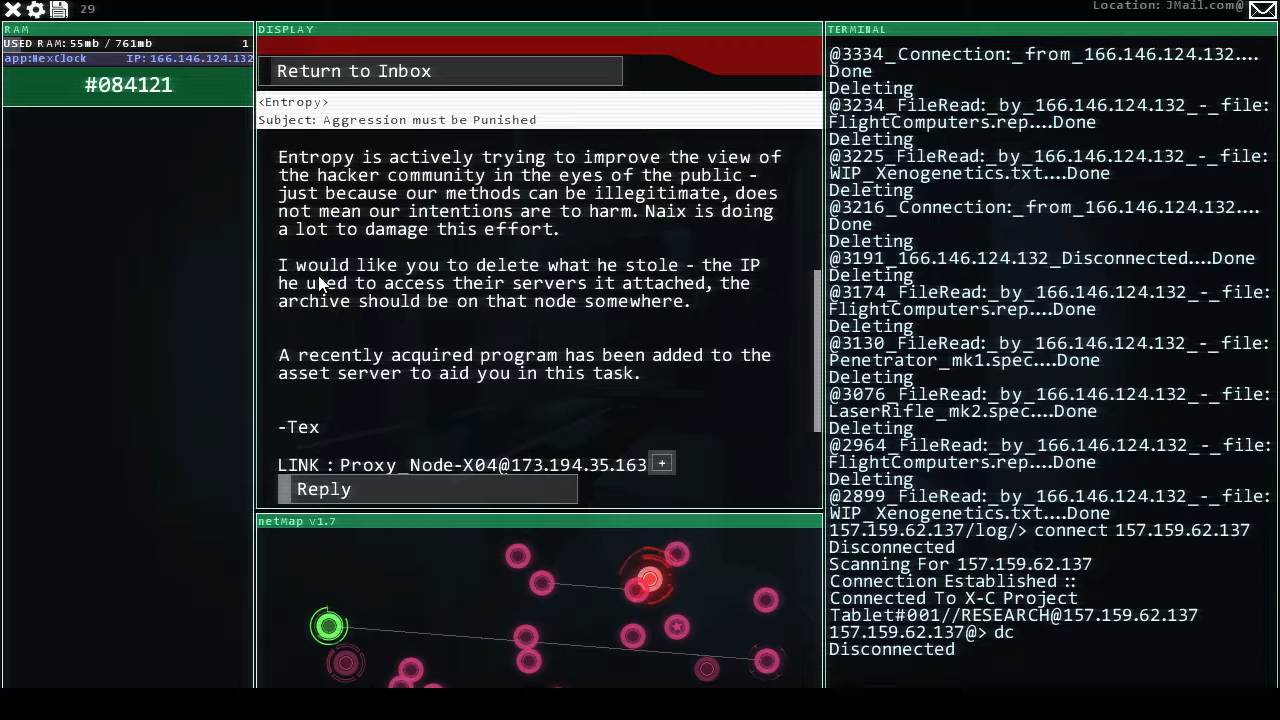 29
Location: JMail.com@
RAM
USED RAM: 55mb / 761mb 1
app:HexClock IP: 166.146.124.132
#084121
DISPLAY
Return to Inbox
<Entropy>
Subject: Aggression must be Punished
Entropy is actively trying to improve the view of
the hacker community in the eyes of the public -
just because our methods can be illegitimate, does
not mean our intentions are to harm. Naix is doing
a lot to damage this effort.
I would like you to delete what he stole - the IP
he used to access their servers it attached, the
archive should be on that node somewhere.
A recently acquired program has been added to the
asset server to aid you in this task.
-Tex
LINK : Proxy_Node-X04@173.194.35.163 +
Reply
netMap v1.7
TERMINAL
@3334_Connection:_from_166.146.124.132....
Done
Deleting
@3234_FileRead:_by_166.146.124.132_-_file:
FlightComputers.rep....Done
Deleting
@3225_FileRead:_by_166.146.124.132_-_file:
WIP_Xenogenetics.txt....Done
Deleting
@3216_Connection:_from_166.146.124.132....
Done
Deleting
@3191_166.146.124.132_Disconnected....Done
Deleting
@3174_FileRead:_by_166.146.124.132_-_file:
FlightComputers.rep....Done
Deleting
@3130_FileRead:_by_166.146.124.132_-_file:
Penetrator_mk1.spec....Done
Deleting
@3076_FileRead:_by_166.146.124.132_-_file:
LaserRifle_mk2.spec....Done
Deleting
@2964_FileRead:_by_166.146.124.132_-_file:
FlightComputers.rep....Done
Deleting
@2899_FileRead:_by_166.146.124.132_-_file:
WIP_Xenogenetics.txt....Done
157.159.62.137/log/> connect 157.159.62.137
Disconnected
Scanning For 157.159.62.137
Connection Established ::
Connected To X-C Project
Tablet#001//RESEARCH@157.159.62.137
157.159.62.137@> dc
Disconnected